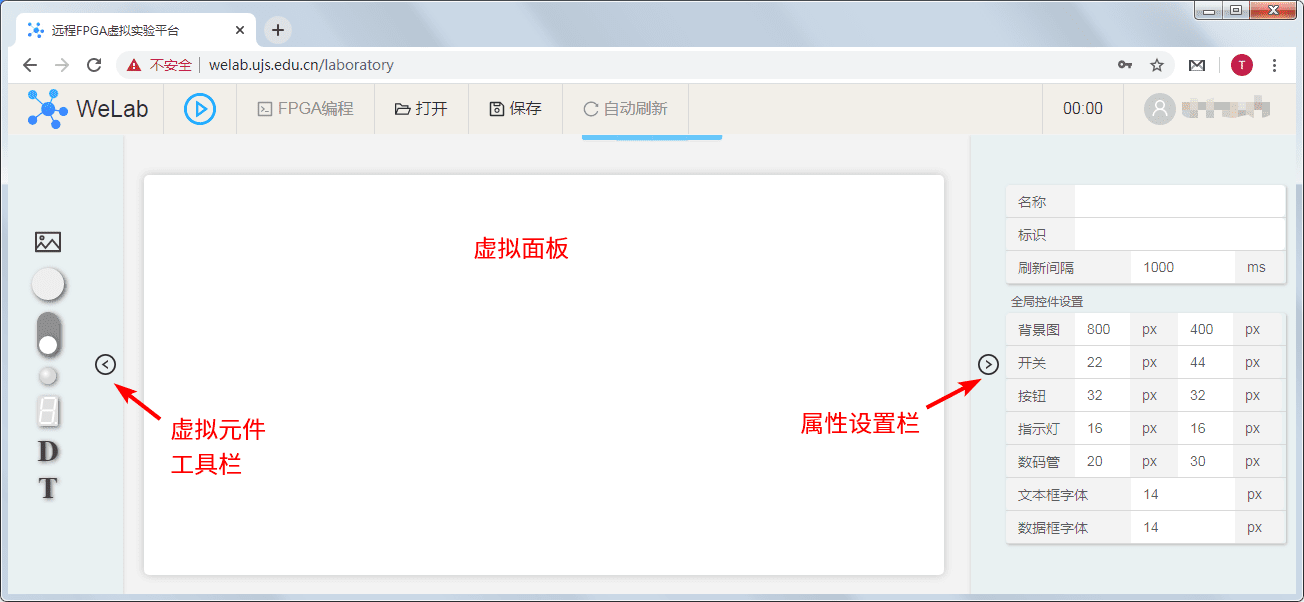 远程FPGA虚拟实验平台
不安全 welab.ujs.edu.cn/laboratory
T
WeLab
FPGA编程
打开
保存
自动刷新
00:00
虚拟面板
虚拟元件
工具栏
属性设置栏
D
T
名称
标识
刷新间隔 1000 ms
全局控件设置
背景图 800 px 400 px
开关 22 px 44 px
按钮 32 px 32 px
指示灯 16 px 16 px
数码管 20 px 30 px
文本框字体 14 px
数据框字体 14 px